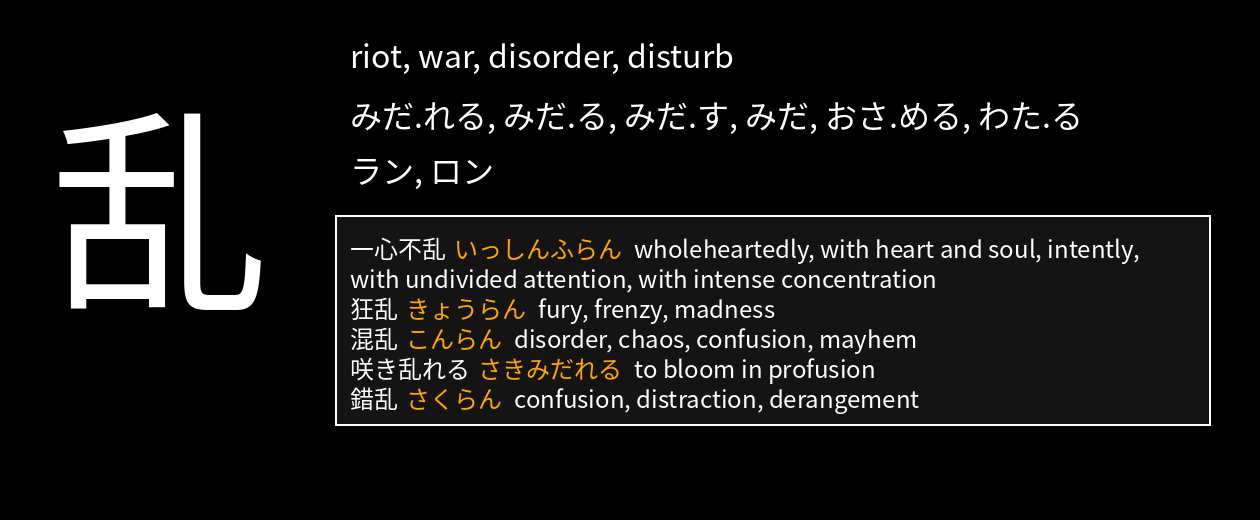 乱
riot, war, disorder, disturb
みだ.れる, みだ.る, みだ.す, みだ, おさ.める, わた.る
ラン, ロン
一心不乱 いっしんふらん wholeheartedly, with heart and soul, intently,
with undivided attention, with intense concentration
狂乱 きょうらん fury, frenzy, madness
混乱 こんらん disorder, chaos, confusion, mayhem
咲き乱れる さきみだれる to bloom in profusion
錯乱 さくらん confusion, distraction, derangement